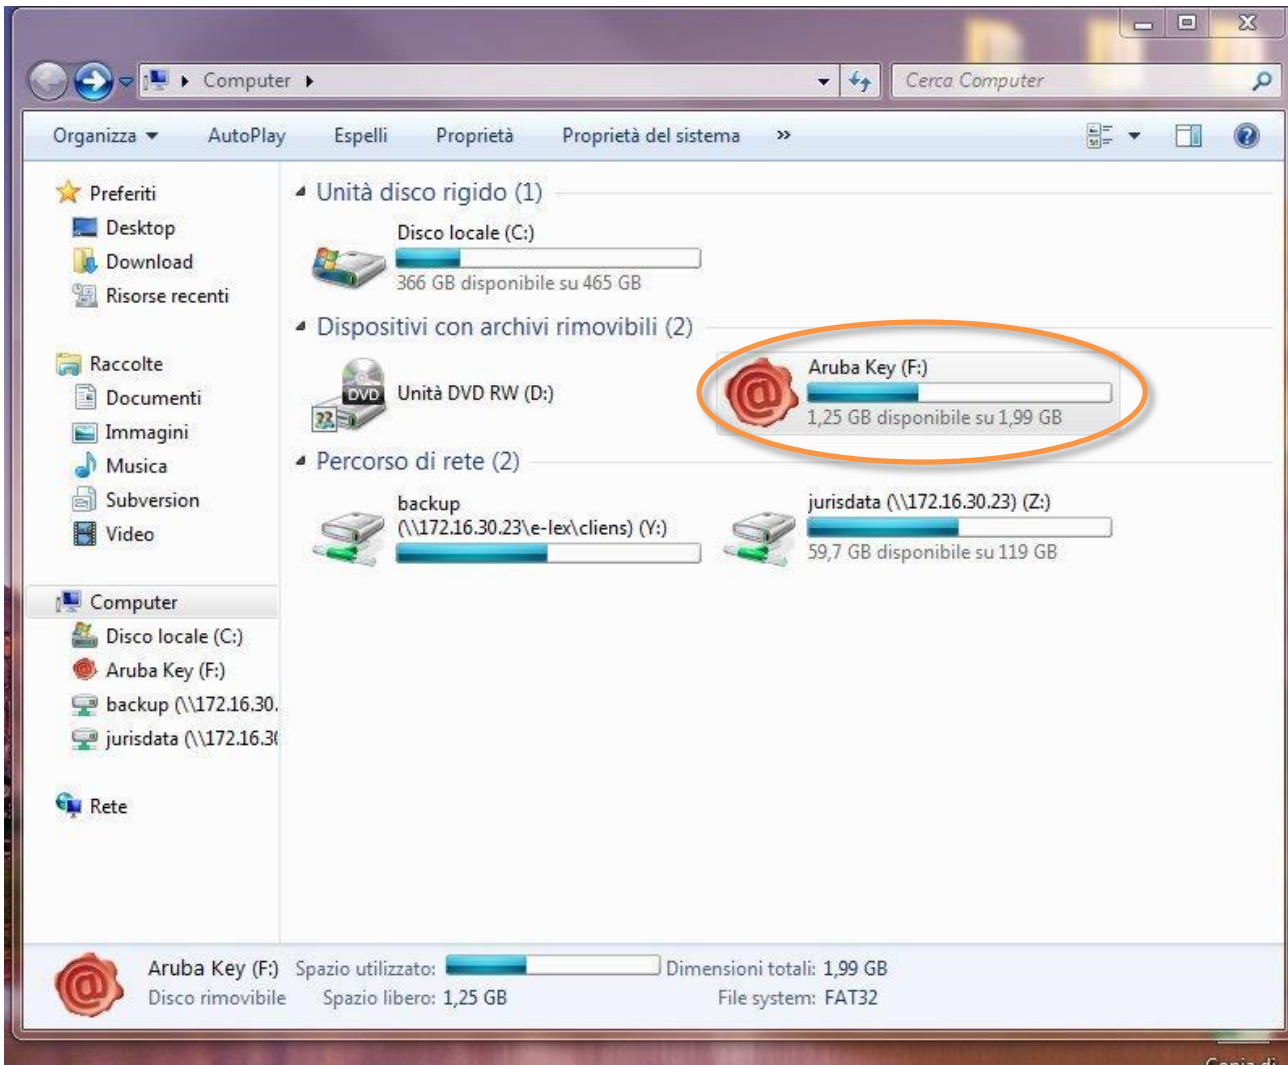 Computer
Cerca Computer
Organizza
AutoPlay
Espelli
Proprietà
Proprietà del sistema
»
Preferiti
Desktop
Download
Risorse recenti
Raccolte
Documenti
Immagini
Musica
Subversion
Video
Computer
Disco locale (C:)
Aruba Key (F:)
backup (\\172.16.30.
jurisdata (\\172.16.30
Rete
Unità disco rigido (1)
Disco locale (C:)
366 GB disponibile su 465 GB
Dispositivi con archivi rimovibili (2)
DVD
Unità DVD RW (D:)
@
Aruba Key (F:)
1,25 GB disponibile su 1,99 GB
Percorso di rete (2)
backup
(\\172.16.30.23\e-lex\cliens) (Y:)
jurisdata (\\172.16.30.23) (Z:)
59,7 GB disponibile su 119 GB
@
Aruba Key (F:) Spazio utilizzato: Dimensioni totali: 1,99 GB
Disco rimovibile Spazio libero: 1,25 GB File system: FAT32
Copia di